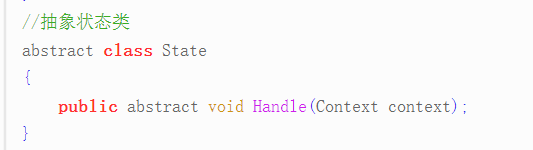 //抽象状态类
abstract class State
{
    public abstract void Handle(Context context);
}